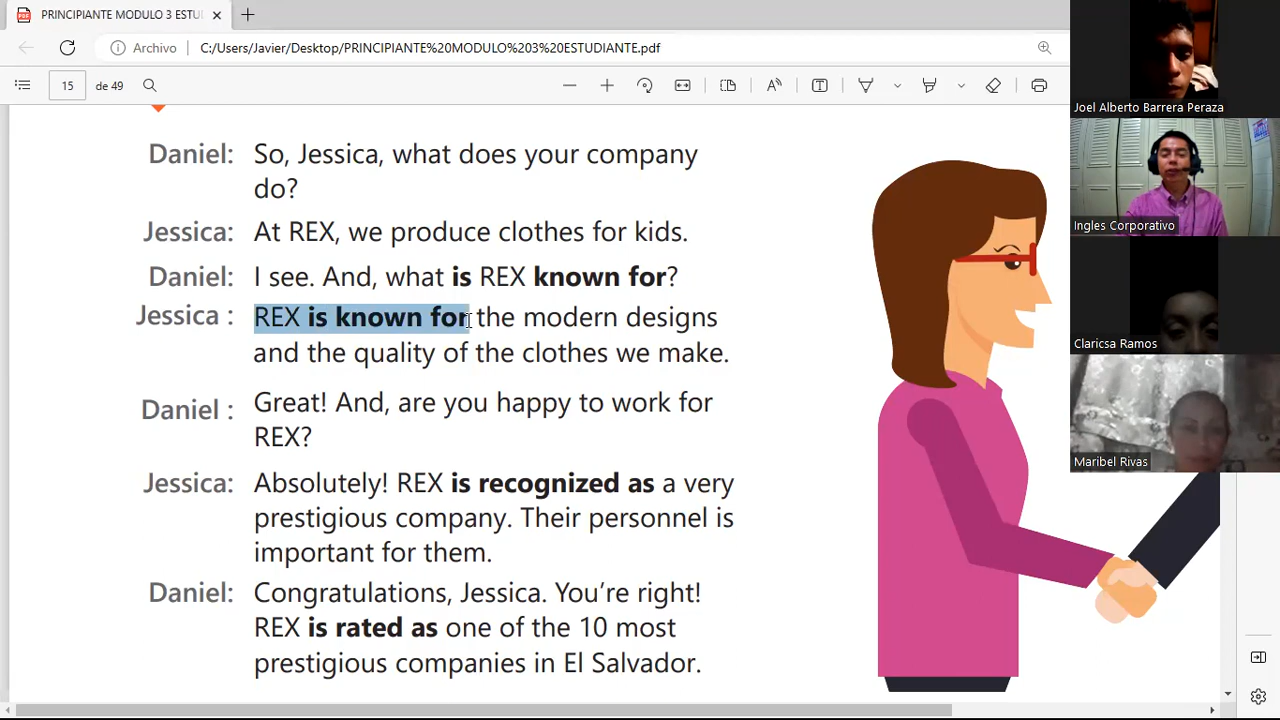 PRINCIPIANTE MODULO 3 ESTU
Archivo
C:/Users/Javier/Desktop/PRINCIPIANTE%20MODULO%203%20ESTUDIANTE.pdf
15
de 49
Daniel: So, Jessica, what does your company
do?
Jessica: At REX, we produce clothes for kids.
Daniel: I see. And, what is REX known for?
Jessica : REX is known for the modern designs
and the quality of the clothes we make.
Daniel : Great! And, are you happy to work for
REX?
Jessica: Absolutely! REX is recognized as a very
prestigious company. Their personnel is
important for them.
Daniel: Congratulations, Jessica. You're right!
REX is rated as one of the 10 most
prestigious companies in El Salvador.
Joel Alberto Barrera Peraza
Ingles Corporativo
Claricsa Ramos
Maribel Rivas